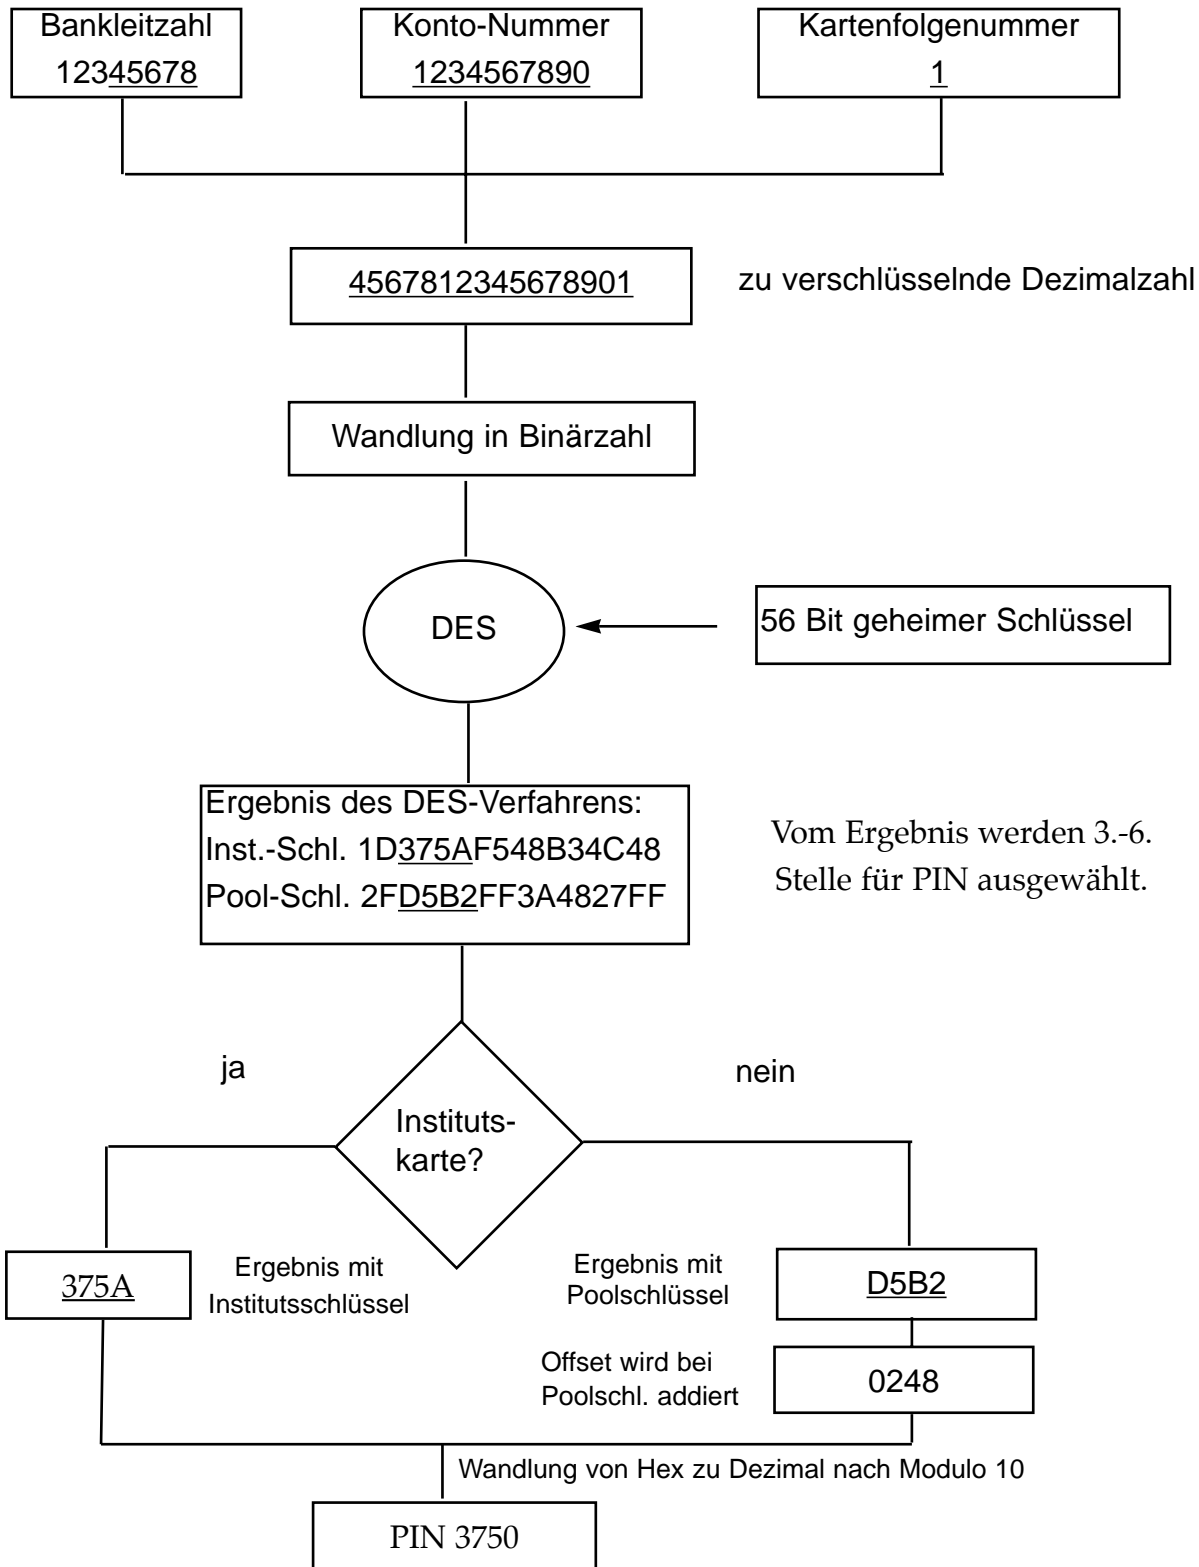 Bankleitzahl
12345678
Konto-Nummer
1234567890
Kartenfolgenummer
1
4567812345678901
zu verschlüsselnde Dezimalzahl
Wandlung in Binärzahl
DES
56 Bit geheimer Schlüssel
Ergebnis des DES-Verfahrens:
Inst.-Schl. 1D375AF548B34C48
Pool-Schl. 2FD5B2FF3A4827FF
Vom Ergebnis werden 3.-6.
Stelle für PIN ausgewählt.
ja
nein
Instituts-
karte?
375A
Ergebnis mit
Institutsschlüssel
Ergebnis mit
Poolschlüssel
D5B2
Offset wird bei
Poolschl. addiert
0248
Wandlung von Hex zu Dezimal nach Modulo 10
PIN 3750